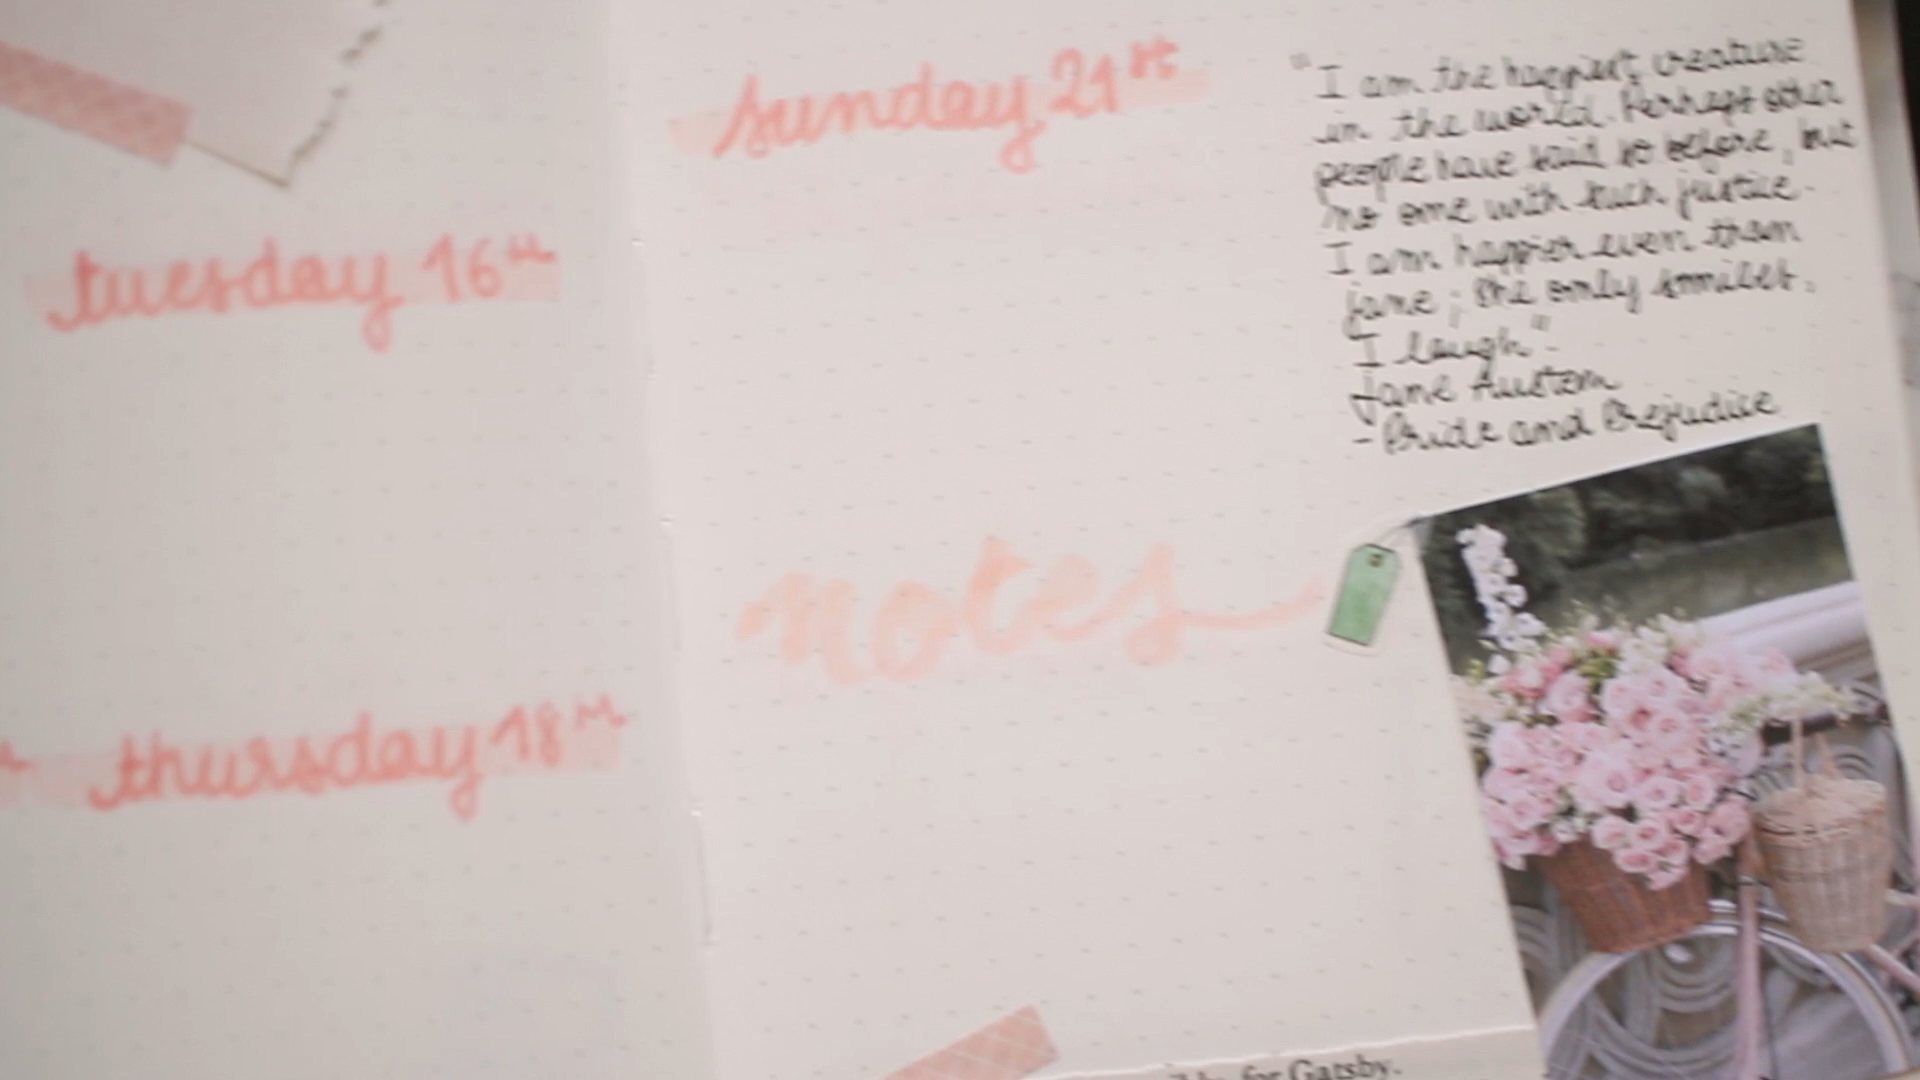 tuesday 16th
thursday 18th
sunday 21st
"I am the happiest creature
in the world. Perhaps other
people have said so before, but
no one with such justice.
I am happier even than
Jane; she only smiles.
I laugh".
Jane Austen
- Pride and Prejudice
notes
for Gatsby.